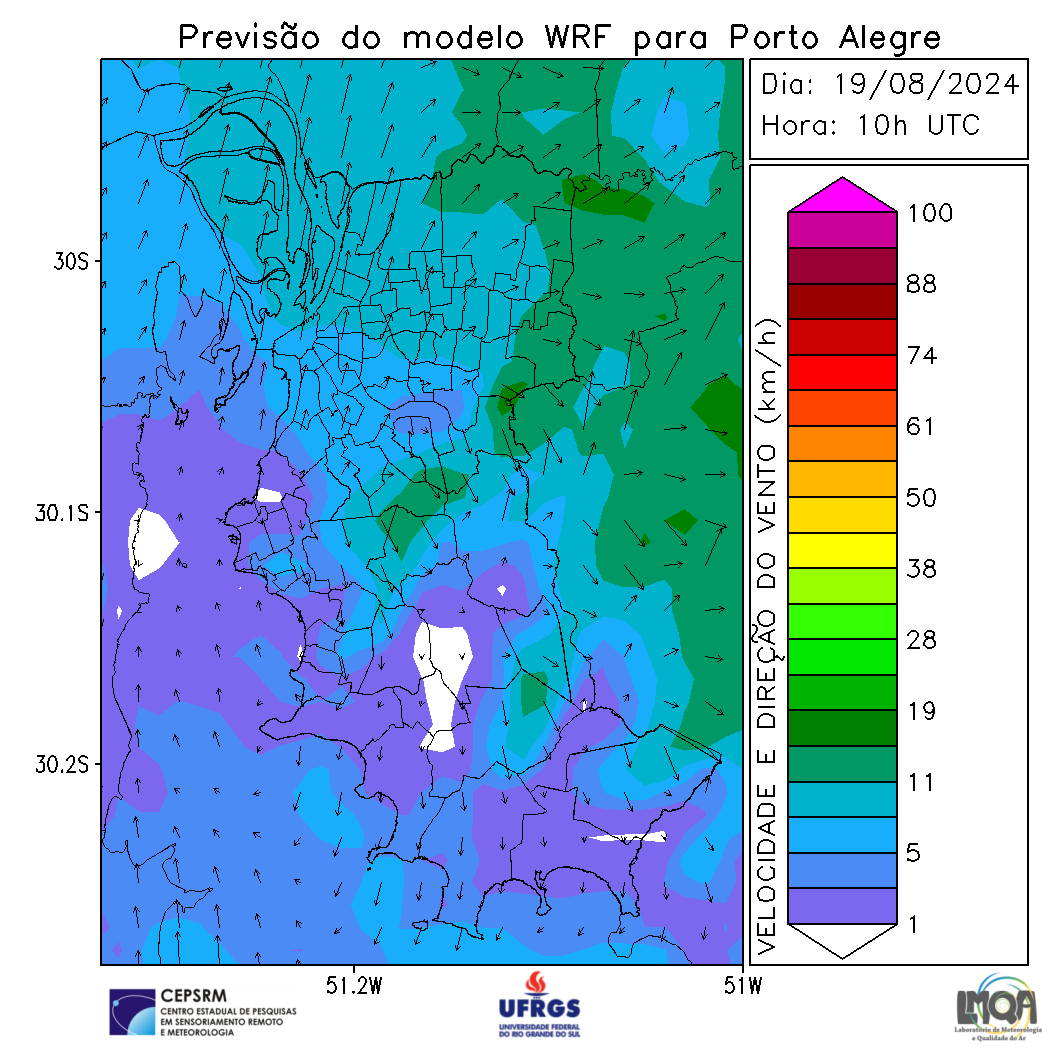 Previsão do modelo WRF para Porto Alegre
Dia: 19/08/2024
Hora: 10h UTC
30S
30.1S
30.2S
51.2W
51W
VELOCIDADE E DIREÇÃO DO VENTO (km/h)
100
88
74
61
50
38
28
19
11
5
1
CEPSRM
CENTRO ESTADUAL DE PESQUISAS
EM SENSORIAMENTO REMOTO
E METEOROLOGIA
UFRGS
UNIVERSIDADE FEDERAL
DO RIO GRANDE DO SUL
LMQA
Laboratório de Meteorologia
e Qualidade do Ar